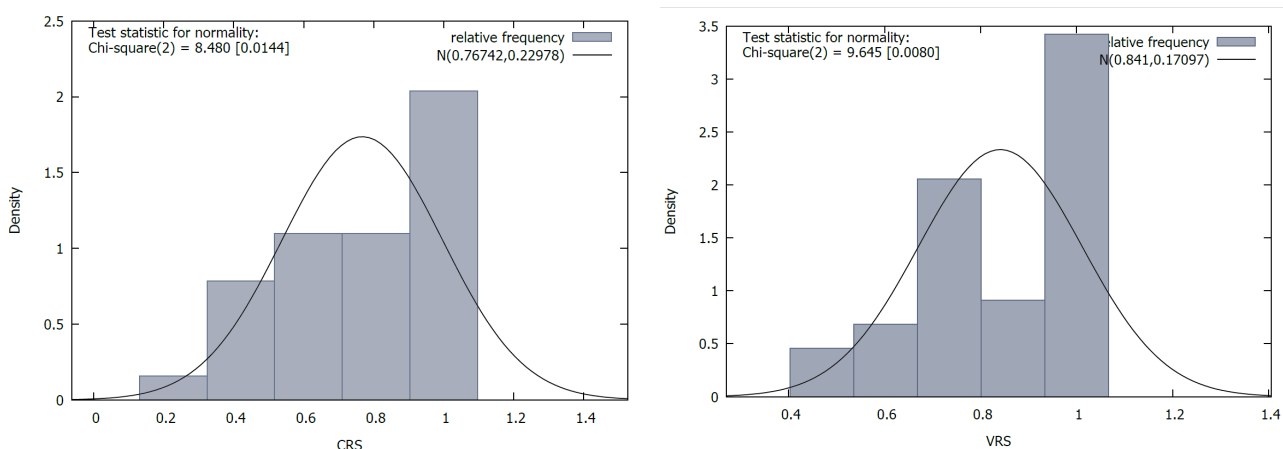 Test statistic for normality:
Chi-square(2) = 8.480 [0.0144]
relative frequency
N(0.76742,0.22978)
2.5
2
1.5
1
0.5
0
Density
0
0.2
0.4
0.6
0.8
1
1.2
1.4
CRS
Test statistic for normality:
Chi-square(2) = 9.645 [0.0080]
elative frequency
N(0.841,0.17097)
3.5
3
2.5
2
1.5
1
0.5
0
Density
0.4
0.6
0.8
1
1.2
1.4
VRS